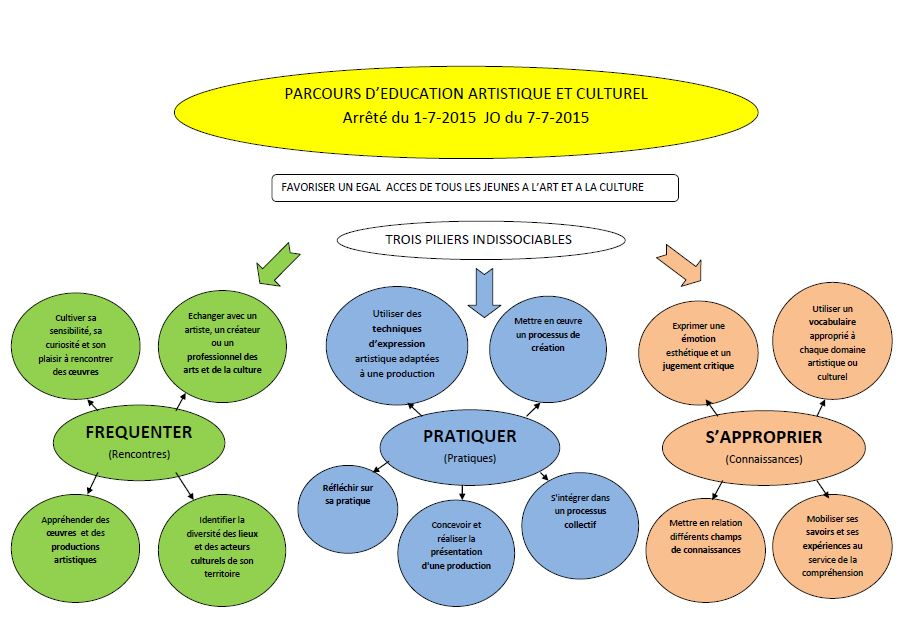 PARCOURS D'EDUCATION ARTISTIQUE ET CULTUREL
Arrêté du 1-7-2015 JO du 7-7-2015
FAVORISER UN EGAL ACCES DE TOUS LES JEUNES A L'ART ET A LA CULTURE
TROIS PILIERS INDISSOCIABLES
Cultiver sa
sensibilité, sa
curiosité et son
plaisir à rencontrer
des œuvres
Echanger avec un
artiste, un créateur
ou un
professionnel des
arts et de la culture
FREQUENTER
(Rencontres)
Appréhender des
œuvres et des
productions
artistiques
Identifier la
diversité des lieux
et des acteurs
culturels de son
territoire
Utiliser des
techniques
d'expression
artistique adaptées
à une production
Mettre en œuvre
un processus de
création
PRATIQUER
(Pratiques)
Réfléchir sur
sa pratique
Concevoir et
réaliser la
présentation
d'une production
S'intégrer dans
un processus
collectif
Exprimer une
émotion
esthétique et un
jugement critique
Utiliser un
vocabulaire
approprié à
chaque domaine
artistique ou
culturel
S'APPROPRIER
(Connaissances)
Mettre en relation
différents champs
de connaissances
Mobiliser ses
savoirs et ses
expériences au
service de la
compréhension